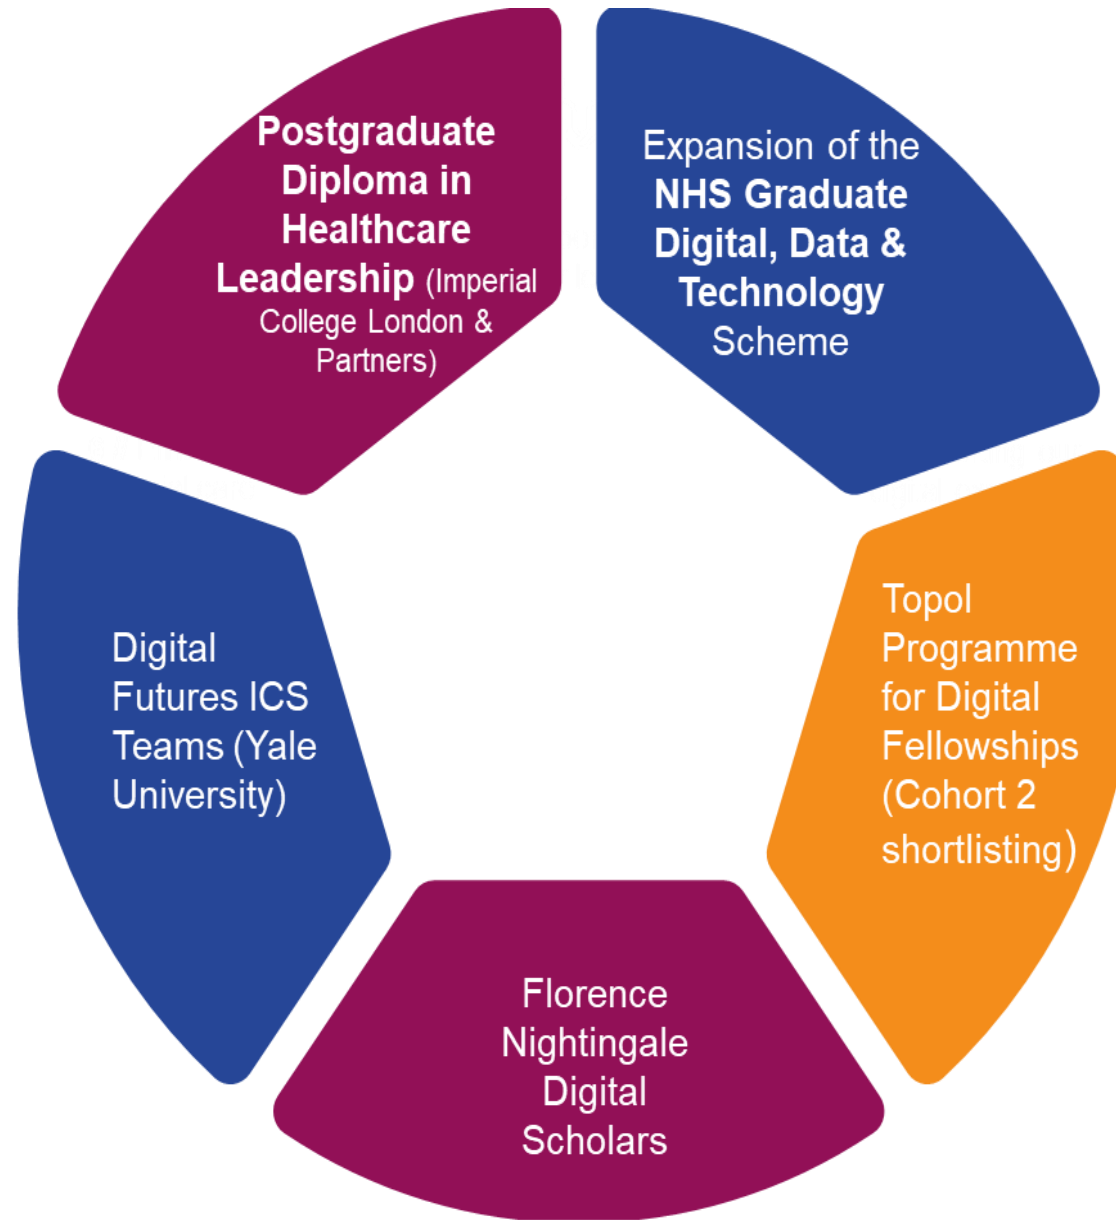 Postgraduate
Diploma in
Healthcare
Leadership (Imperial
College London &
Partners)
Expansion of the
NHS Graduate
Digital, Data &
Technology
Scheme
Topol
Programme
for Digital
Fellowships
(Cohort 2
shortlisting)
Florence
Nightingale
Digital
Scholars
Digital
Futures ICS
Teams (Yale
University)